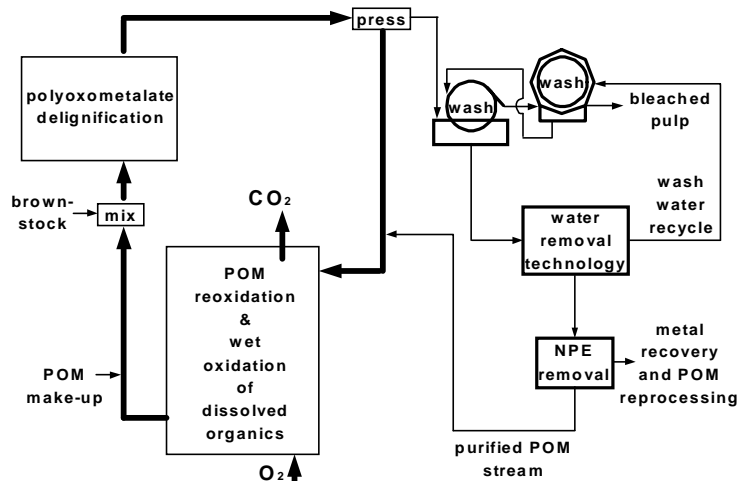 press
polyoxometalate
delignification
wash
wash
bleached
pulp
brown-
stock
mix
CO₂
wash
water
recycle
water
removal
technology
POM
reoxidation
&
wet
oxidation
of
dissolved
organics
POM
make-up
NPE
removal
metal
recovery
and POM
reprocessing
purified POM
stream
O₂